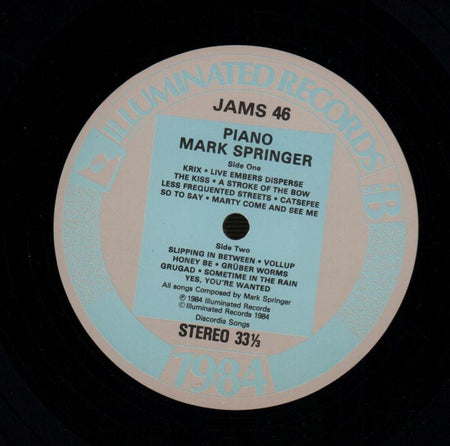 ILLUMINATED RECORDS
JAMS 46
PIANO
MARK SPRINGER
Side One
KRIX • LIVE EMBERS DISPERSE
THE KISS • A STROKE OF THE BOW
LESS FREQUENTED STREETS • CATSEFEE
SO TO SAY • MARTY COME AND SEE ME
B
Side Two
SLIPPING IN BETWEEN • VOLLUP
HONEY BE • GRÜBER WORMS
GRUGAD • SOMETIME IN THE RAIN
YES, YOU'RE WANTED
All songs Composed by Mark Springer
℗ 1984 Illuminated Records
© Illuminated Records 1984
Discordia Songs
STEREO 33⅓
1984